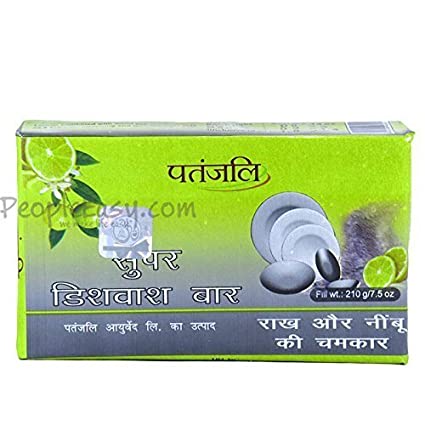 पतंजलि
PeopleEasy.com
सुपर
डिशवाश बार
Fill wt.: 210 g/7.5 oz
पतंजलि आयुर्वेद लि. का उत्पाद
राख और नींबू
की चमकार